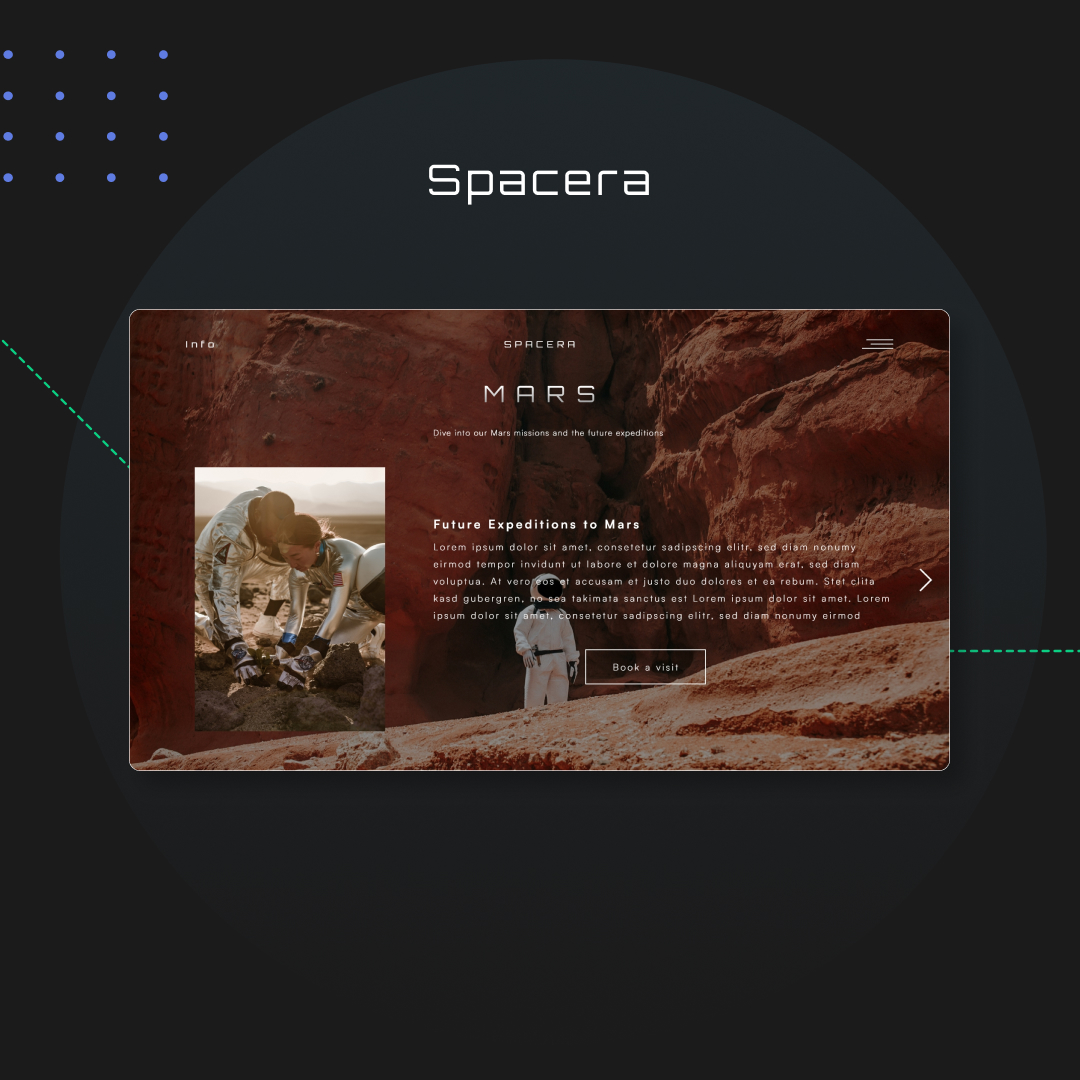 Spacera
Info
SPACERA
MARS
Dive into our Mars missions and the future expeditions
Future Expeditions to Mars
Lorem ipsum dolor sit amet, consetetur sadipscing elitr, sed diam nonumy
eirmod tempor invidunt ut labore et dolore magna aliquyam erat, sed diam
voluptua. At vero eos et accusam et justo duo dolores et ea rebum. Stet clita
kasd gubergren, no sea takimata sanctus est Lorem ipsum dolor sit amet. Lorem
ipsum dolor sit amet, consetetur sadipscing elitr, sed diam nonumy eirmod
Book a visit